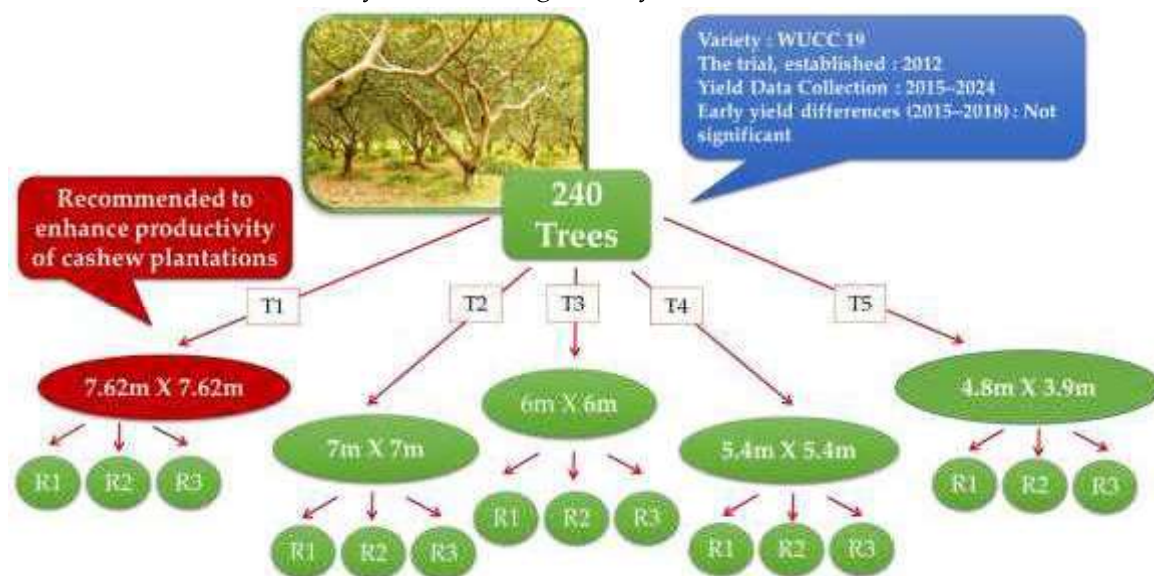 Variety : WUCC 19
The trial, established : 2012
Yield Data Collection : 2015–2024
Early yield differences (2015–2018) : Not
significant
240
Trees
Recommended to
enhance productivity
of cashew plantations
T1
T2
T3
T4
T5
7.62m X 7.62m
7m X 7m
6m X 6m
5.4m X 5.4m
4.8m X 3.9m
R1
R2
R3
R1
R2
R3
R1
R2
R3
R1
R2
R3
R1
R2
R3